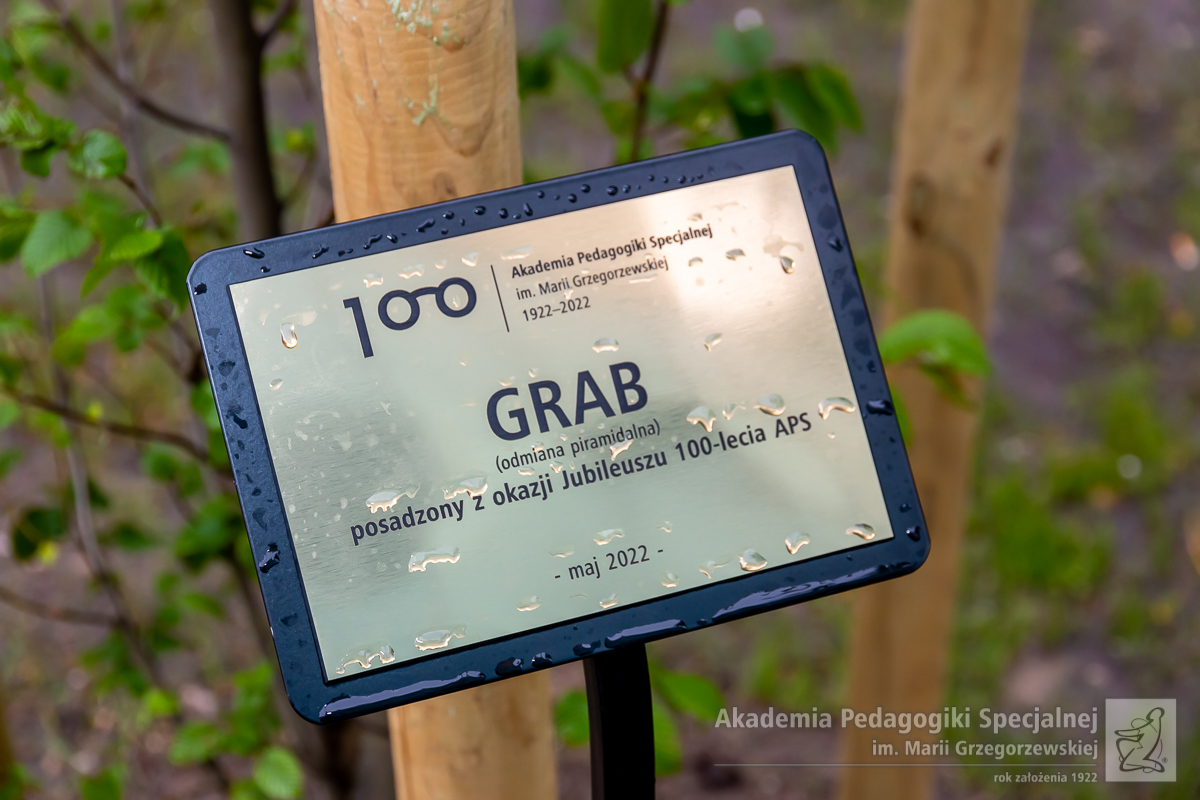 100
Akademia Pedagogiki Specjalnej
im. Marii Grzegorzewskiej
1922–2022
GRAB
(odmiana piramidalna)
posadzony z okazji Jubileuszu 100-lecia APS
- maj 2022 -
Akademia Pedagogiki Specjalnej
im. Marii Grzegorzewskiej
rok założenia 1922
®